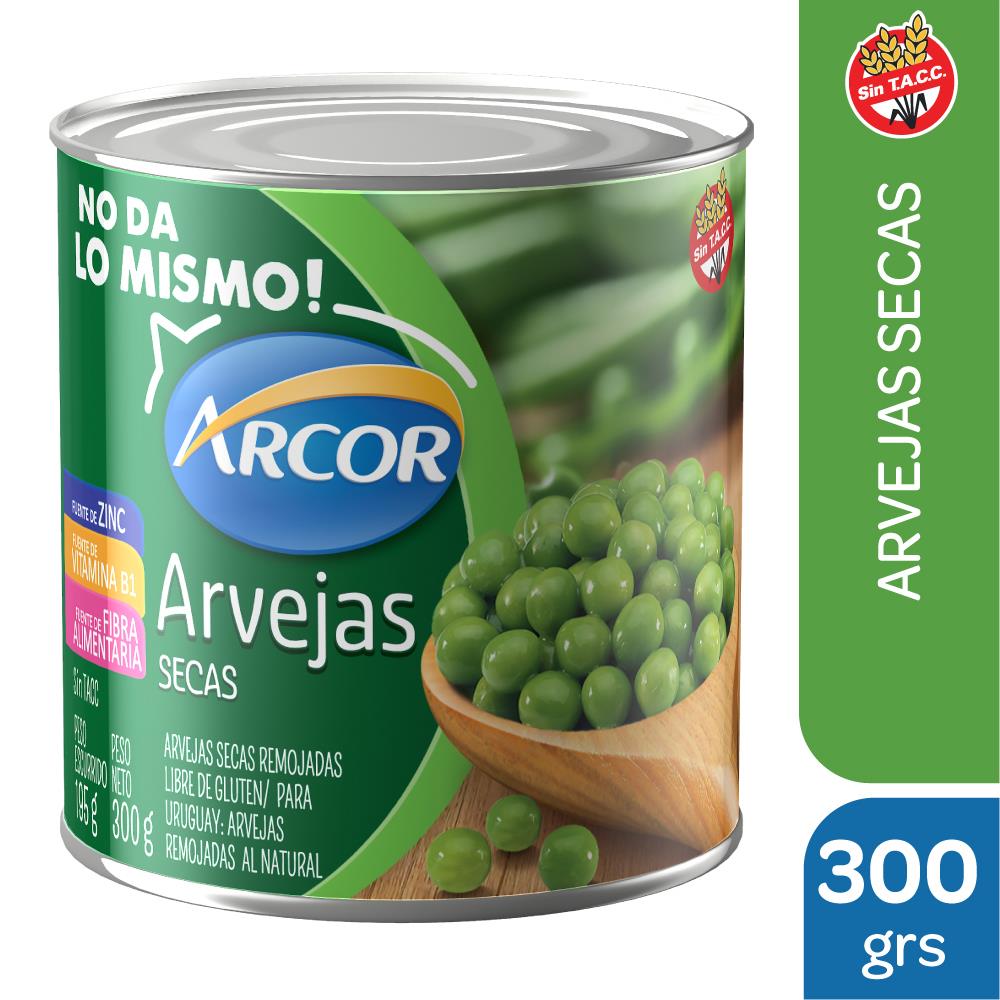 NO DA
LO MISMO!
ARCOR
Sin T.A.C.C.
FUENTE DE ZINC
FUENTE DE
VITAMINA B1
FUENTE DE FIBRA
ALIMENTARIA
Arvejas
SECAS
Sin TACC
PESO
ESCURRIDO
195g
PESO
NETO
300g
ARVEJAS SECAS REMOJADAS
LIBRE DE GLUTEN/ PARA
URUGUAY: ARVEJAS
REMOJADAS AL NATURAL
Sin T.A.C.C.
ARVEJAS SECAS
300
grs